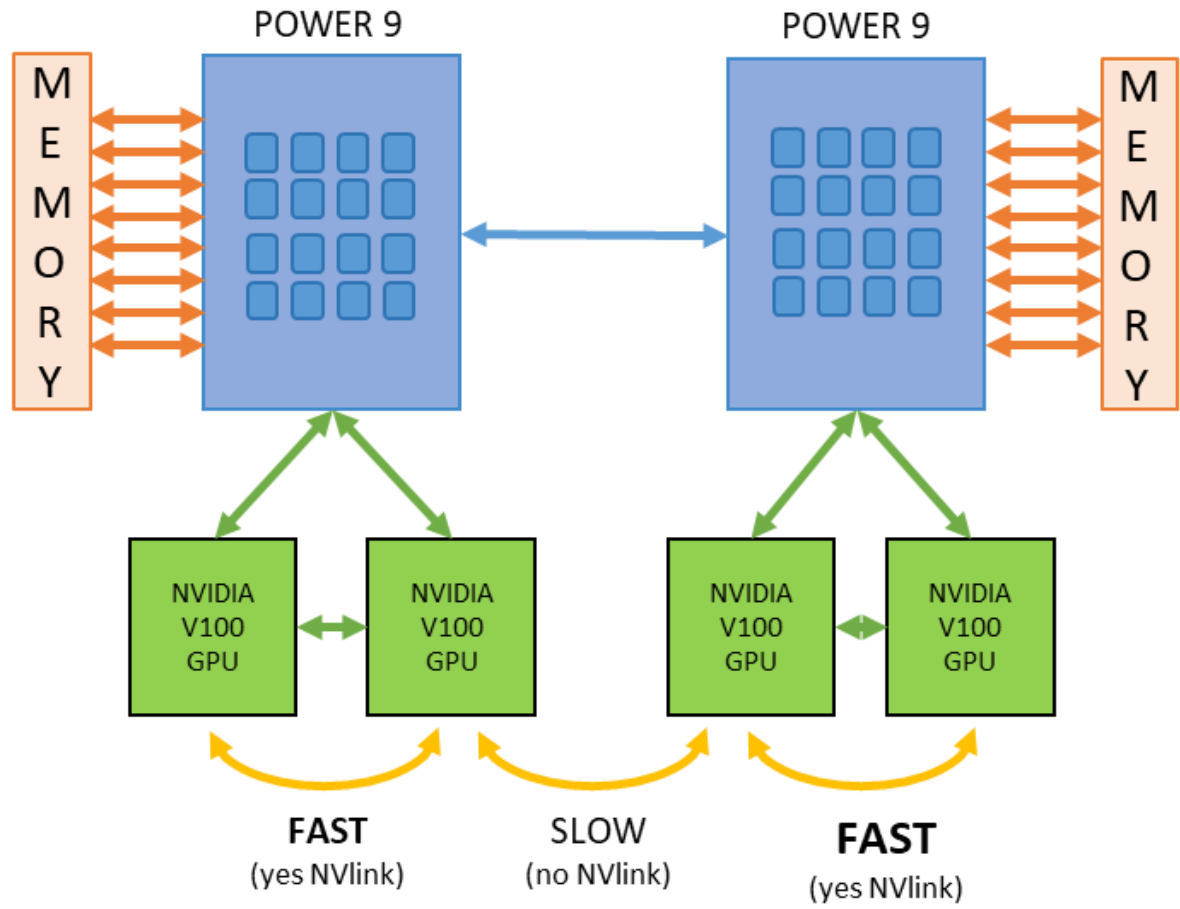 POWER 9
POWER 9
M
E
M
O
R
Y
M
E
M
O
R
Y
NVIDIA
V100
GPU
NVIDIA
V100
GPU
NVIDIA
V100
GPU
NVIDIA
V100
GPU
FAST
(yes NVlink)
SLOW
(no NVlink)
FAST
(yes NVlink)